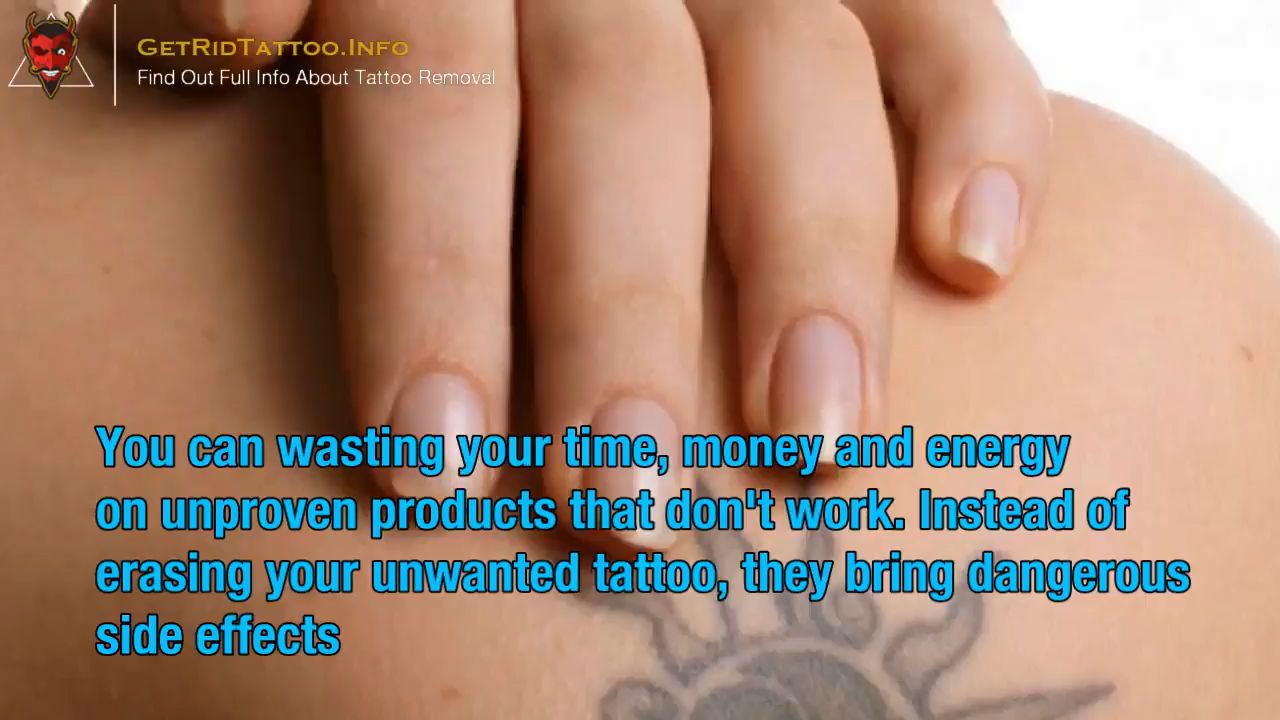 GetRidTattoo.Info
Find Out Full Info About Tattoo Removal
You can wasting your time, money and energy
on unproven products that don't work. Instead of
erasing your unwanted tattoo, they bring dangerous
side effects